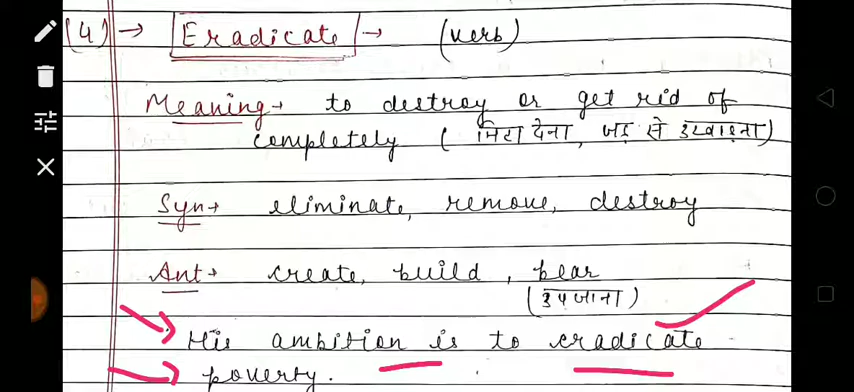 (4) → Eradicate → (verb)
Meaning → to destroy or get rid of
completely ( मिटा देना, जड़ से उखाड़ना)
Syn → eliminate, remove, destroy
Ant → create, build, bear
(उपजाना)
His ambition is to eradicate
poverty.